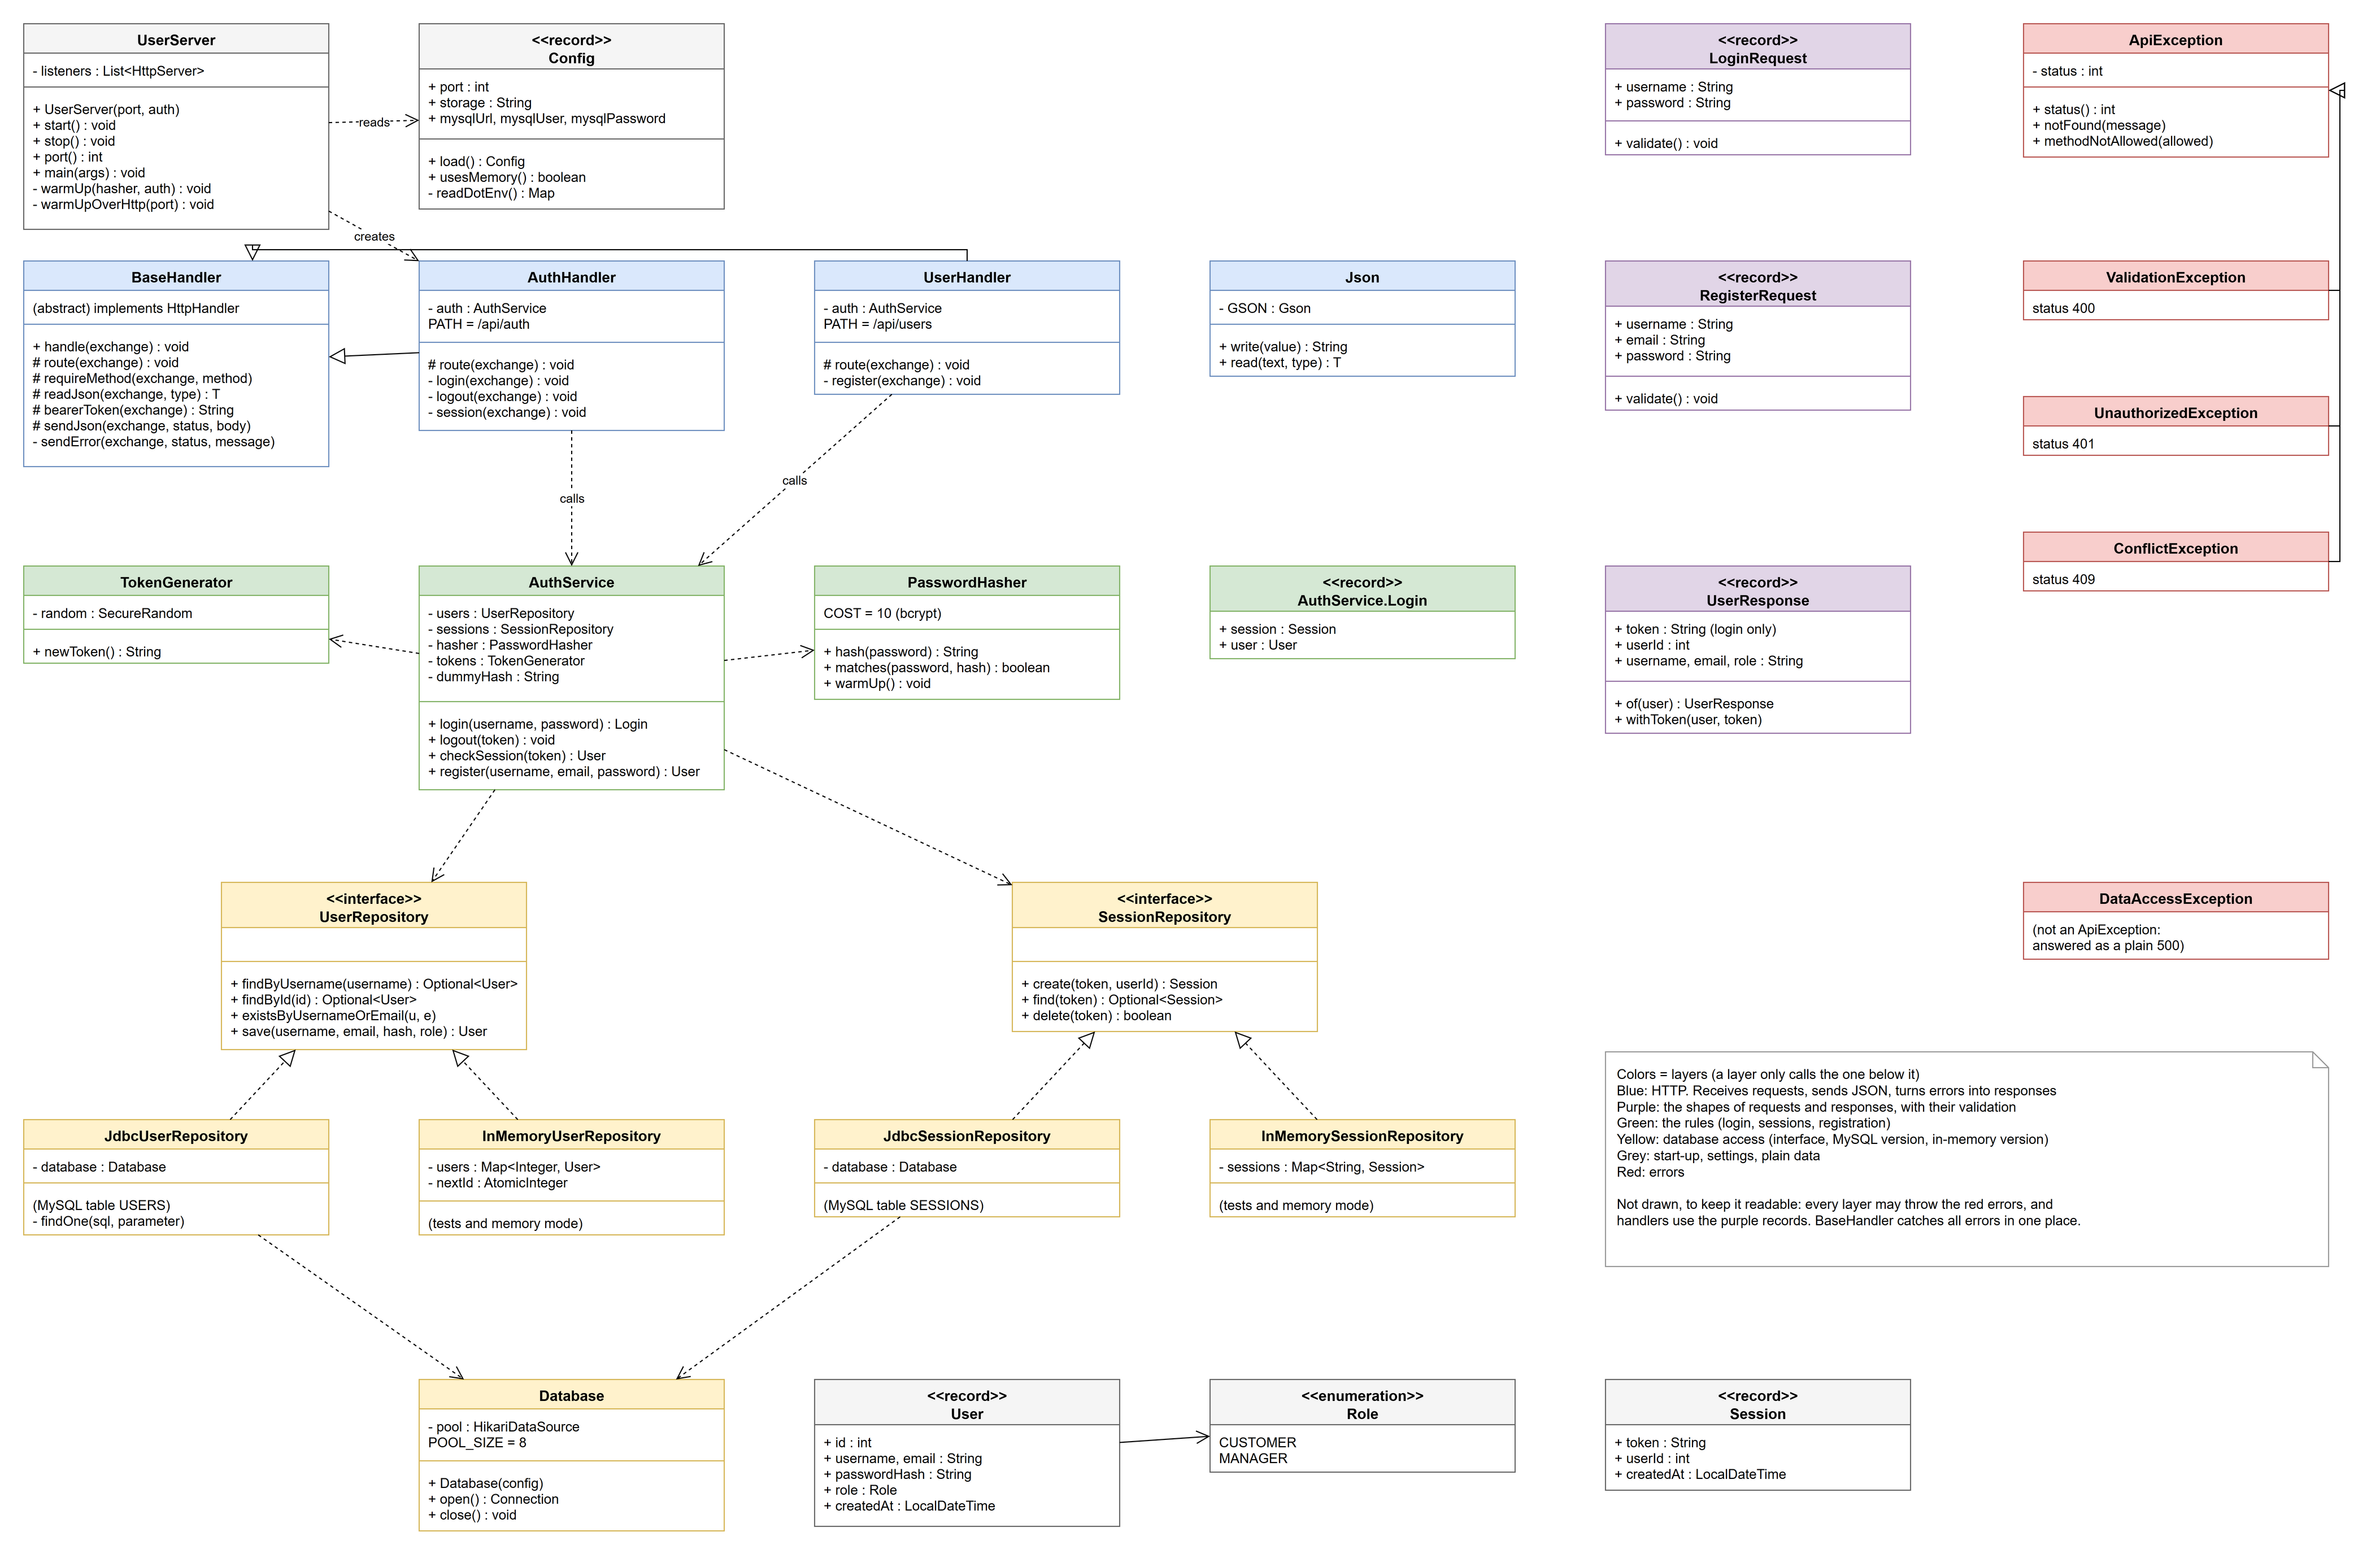 UserServer
- listeners : List<HttpServer>
+ UserServer(port, auth)
+ start() : void
+ stop() : void
+ port() : int
+ main(args) : void
- warmUp(hasher, auth) : void
- warmUpOverHttp(port) : void
reads
<<record>>
Config
+ port : int
+ storage : String
+ mysqlUrl, mysqlUser, mysqlPassword
+ load() : Config
+ usesMemory() : boolean
- readDotEnv() : Map
<<record>>
LoginRequest
+ username : String
+ password : String
+ validate() : void
ApiException
- status : int
+ status() : int
+ notFound(message)
+ methodNotAllowed(allowed)
creates
BaseHandler
(abstract) implements HttpHandler
+ handle(exchange) : void
# route(exchange) : void
# requireMethod(exchange, method)
# readJson(exchange, type) : T
# bearerToken(exchange) : String
# sendJson(exchange, status, body)
- sendError(exchange, status, message)
AuthHandler
- auth : AuthService
PATH = /api/auth
# route(exchange) : void
- login(exchange) : void
- logout(exchange) : void
- session(exchange) : void
UserHandler
- auth : AuthService
PATH = /api/users
# route(exchange) : void
- register(exchange) : void
Json
- GSON : Gson
+ write(value) : String
+ read(text, type) : T
<<record>>
RegisterRequest
+ username : String
+ email : String
+ password : String
+ validate() : void
ValidationException
status 400
UnauthorizedException
status 401
calls
calls
ConflictException
status 409
TokenGenerator
- random : SecureRandom
+ newToken() : String
AuthService
- users : UserRepository
- sessions : SessionRepository
- hasher : PasswordHasher
- tokens : TokenGenerator
- dummyHash : String
+ login(username, password) : Login
+ logout(token) : void
+ checkSession(token) : User
+ register(username, email, password) : User
PasswordHasher
COST = 10 (bcrypt)
+ hash(password) : String
+ matches(password, hash) : boolean
+ warmUp() : void
<<record>>
AuthService.Login
+ session : Session
+ user : User
<<record>>
UserResponse
+ token : String (login only)
+ userId : int
+ username, email, role : String
+ of(user) : UserResponse
+ withToken(user, token)
<<interface>>
UserRepository
+ findByUsername(username) : Optional<User>
+ findById(id) : Optional<User>
+ existsByUsernameOrEmail(u, e)
+ save(username, email, hash, role) : User
<<interface>>
SessionRepository
+ create(token, userId) : Session
+ find(token) : Optional<Session>
+ delete(token) : boolean
DataAccessException
(not an ApiException:
answered as a plain 500)
Colors = layers (a layer only calls the one below it)
Blue: HTTP. Receives requests, sends JSON, turns errors into responses
Purple: the shapes of requests and responses, with their validation
Green: the rules (login, sessions, registration)
Yellow: database access (interface, MySQL version, in-memory version)
Grey: start-up, settings, plain data
Red: errors
Not drawn, to keep it readable: every layer may throw the red errors, and
handlers use the purple records. BaseHandler catches all errors in one place.
JdbcUserRepository
- database : Database
(MySQL table USERS)
- findOne(sql, parameter)
InMemoryUserRepository
- users : Map<Integer, User>
- nextId : AtomicInteger
(tests and memory mode)
JdbcSessionRepository
- database : Database
(MySQL table SESSIONS)
InMemorySessionRepository
- sessions : Map<String, Session>
(tests and memory mode)
Database
- pool : HikariDataSource
POOL_SIZE = 8
+ Database(config)
+ open() : Connection
+ close() : void
<<record>>
User
+ id : int
+ username, email : String
+ passwordHash : String
+ role : Role
+ createdAt : LocalDateTime
<<enumeration>>
Role
CUSTOMER
MANAGER
<<record>>
Session
+ token : String
+ userId : int
+ createdAt : LocalDateTime